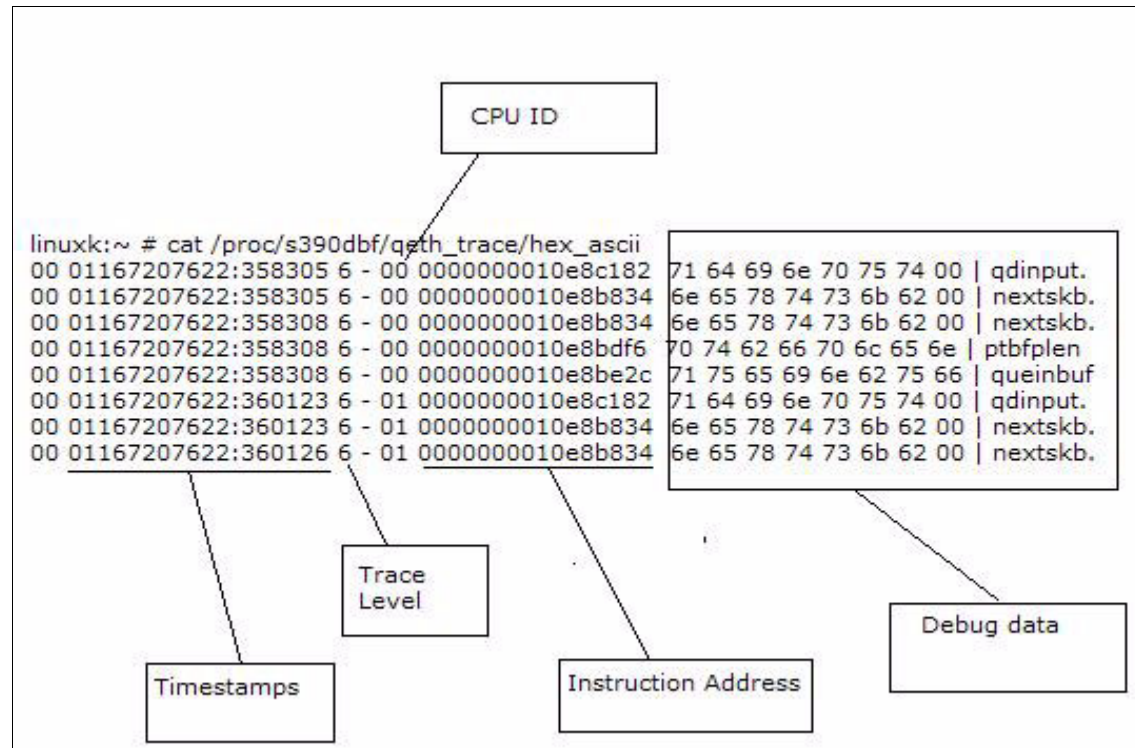 CPU ID
linuxk:~ # cat /proc/s390dbf/qeth_trace/hex_ascii
00 01167207622:358305 6 - 00 0000000010e8c182 71 64 69 6e 70 75 74 00 | qdinput.
00 01167207622:358305 6 - 00 0000000010e8b834 6e 65 78 74 73 6b 62 00 | nextskb.
00 01167207622:358308 6 - 00 0000000010e8b834 6e 65 78 74 73 6b 62 00 | nextskb.
00 01167207622:358308 6 - 00 0000000010e8bdf6 70 74 62 66 70 6c 65 6e | ptbfplen
00 01167207622:358308 6 - 00 0000000010e8be2c 71 75 65 69 6e 62 75 66 | queinbuf
00 01167207622:360123 6 - 01 0000000010e8c182 71 64 69 6e 70 75 74 00 | qdinput.
00 01167207622:360123 6 - 01 0000000010e8b834 6e 65 78 74 73 6b 62 00 | nextskb.
00 01167207622:360126 6 - 01 0000000010e8b834 6e 65 78 74 73 6b 62 00 | nextskb.
Trace
Level
Debug data
Timestamps
Instruction Address